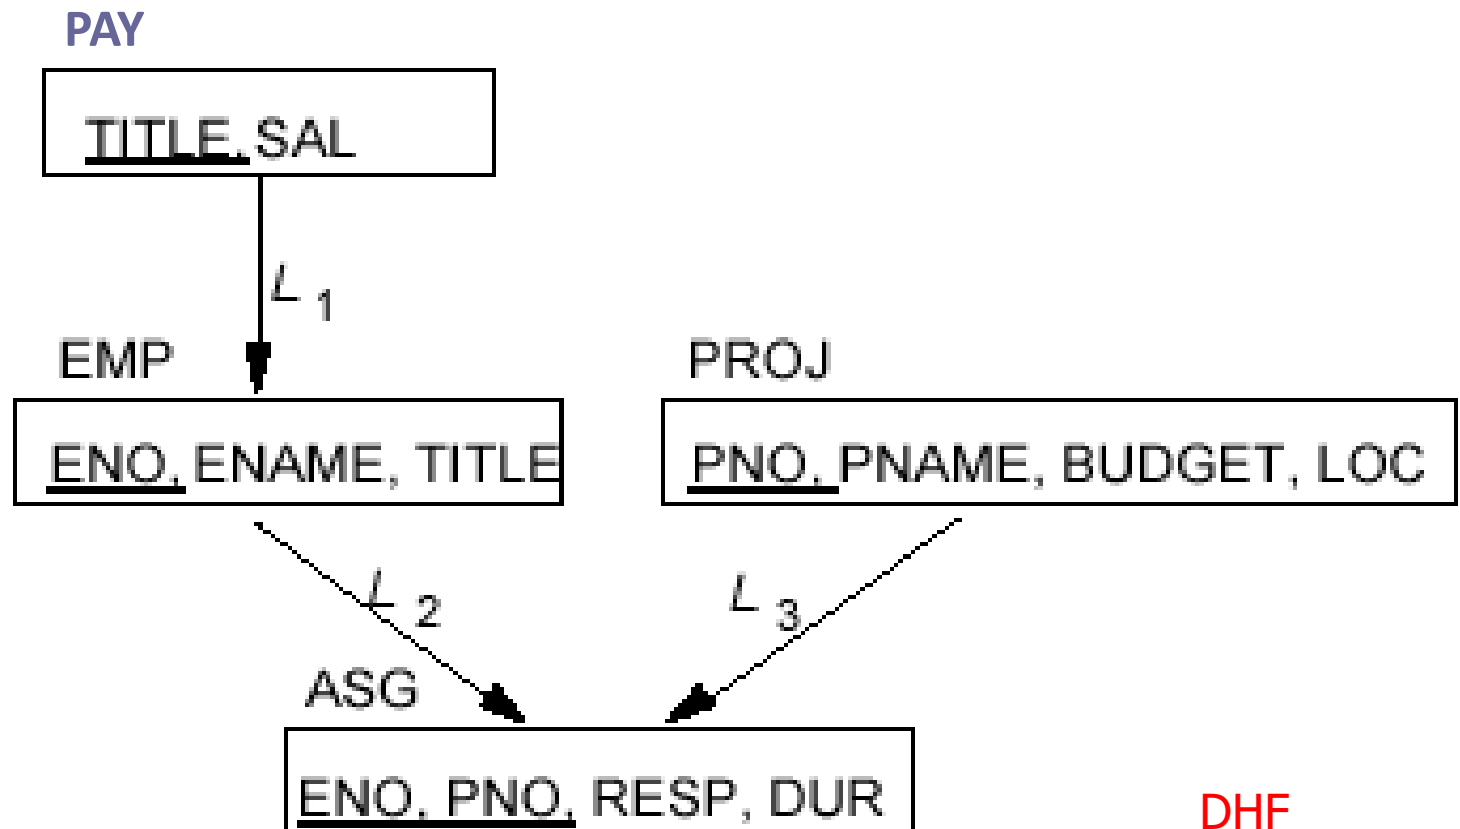 PAY
TITLE, SAL
L 1
EMP
PROJ
ENO, ENAME, TITLE
PNO, PNAME, BUDGET, LOC
L 2
L 3
ASG
ENO, PNO, RESP, DUR
DHF